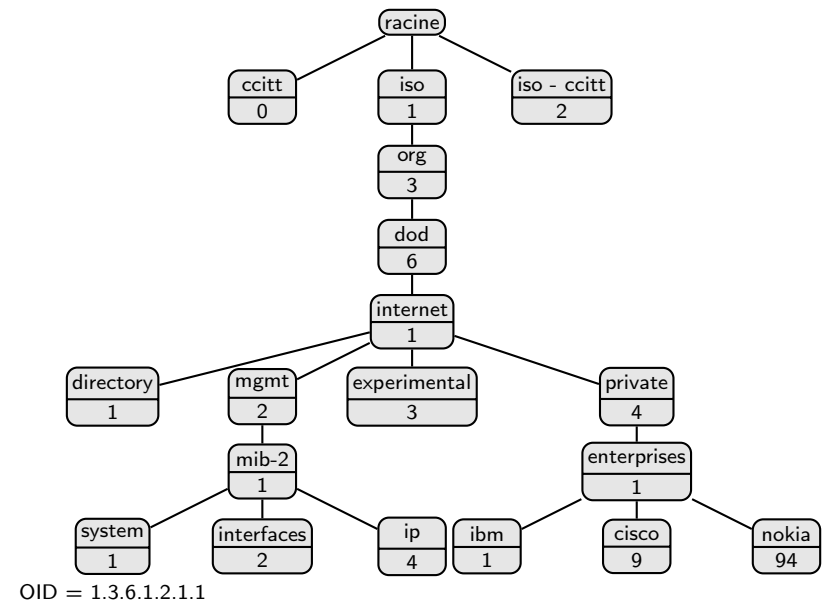 racine
ccitt
0
iso
1
iso - ccitt
2
org
3
dod
6
internet
1
directory
1
mgmt
2
experimental
3
private
4
mib-2
1
enterprises
1
system
1
interfaces
2
ip
4
ibm
1
cisco
9
nokia
94
OID = 1.3.6.1.2.1.1